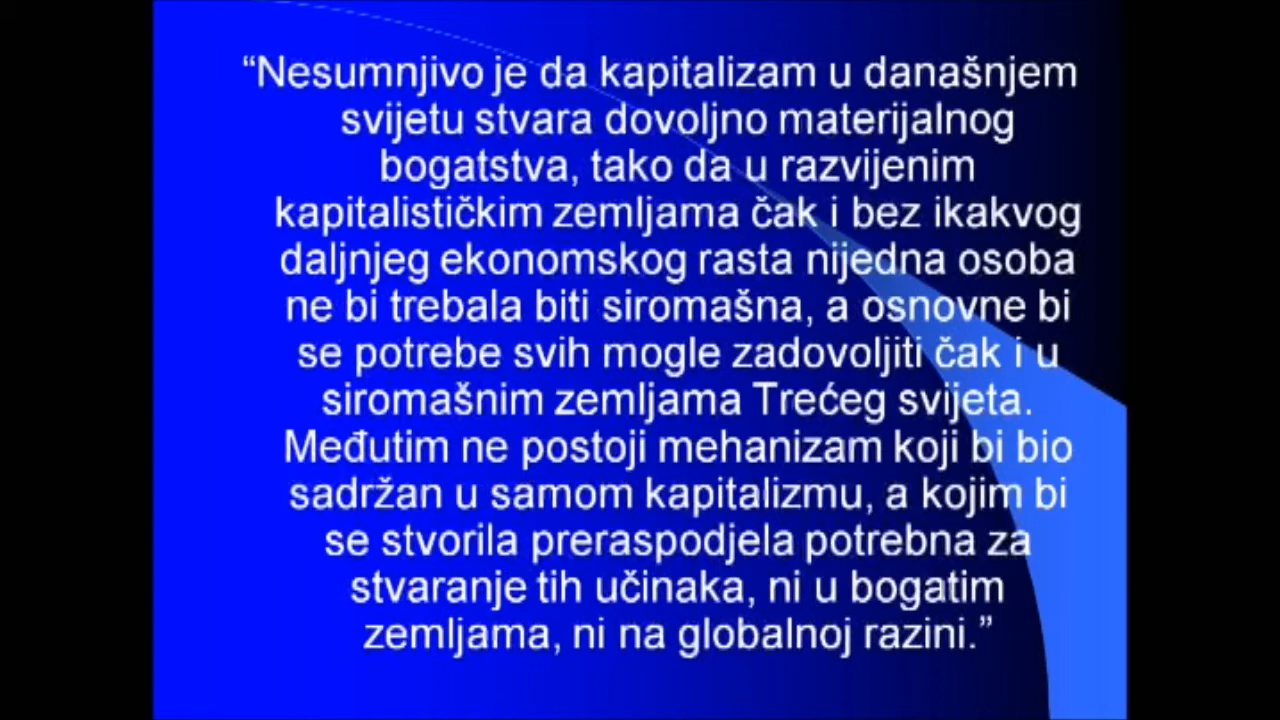 “Nesumnjivo je da kapitalizam u današnjem
svijetu stvara dovoljno materijalnog
bogatstva, tako da u razvijenim
kapitalističkim zemljama čak i bez ikakvog
daljnjeg ekonomskog rasta nijedna osoba
ne bi trebala biti siromašna, a osnovne bi
se potrebe svih mogle zadovoljiti čak i u
siromašnim zemljama Trećeg svijeta.
Međutim ne postoji mehanizam koji bi bio
sadržan u samom kapitalizmu, a kojim bi
se stvorila preraspodjela potrebna za
stvaranje tih učinaka, ni u bogatim
zemljama, ni na globalnoj razini.”